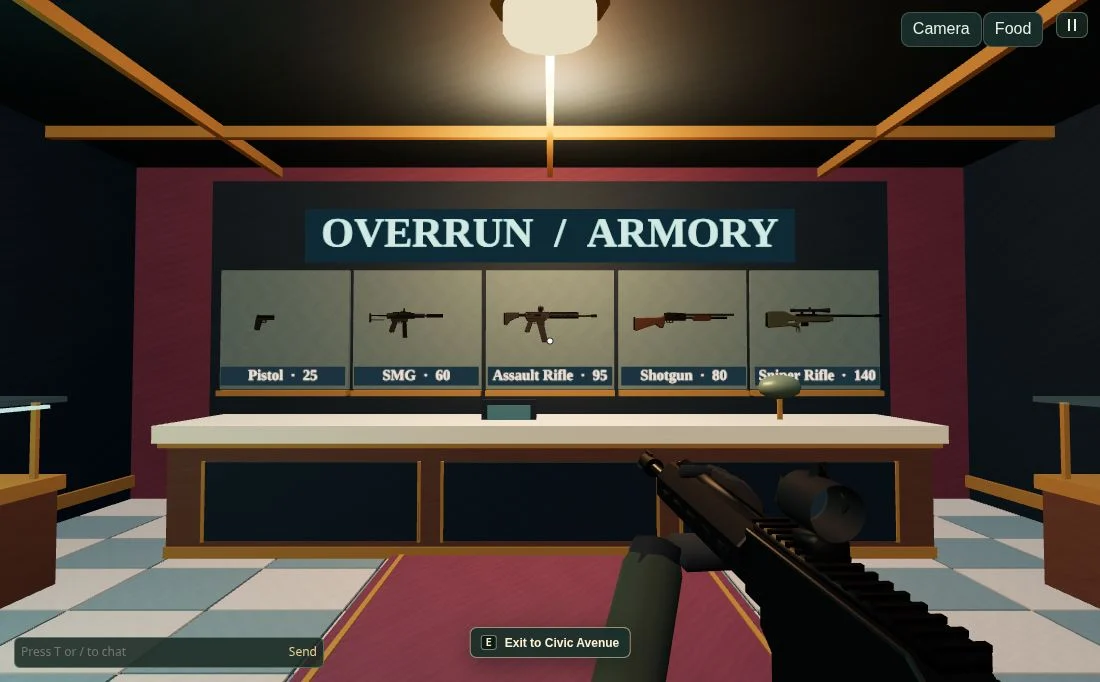 Camera
Food
OVERRUN / ARMORY
Pistol · 25
SMG · 60
Assault Rifle · 95
Shotgun · 80
Sniper Rifle · 140
E Exit to Civic Avenue
Press T or / to chat
Send